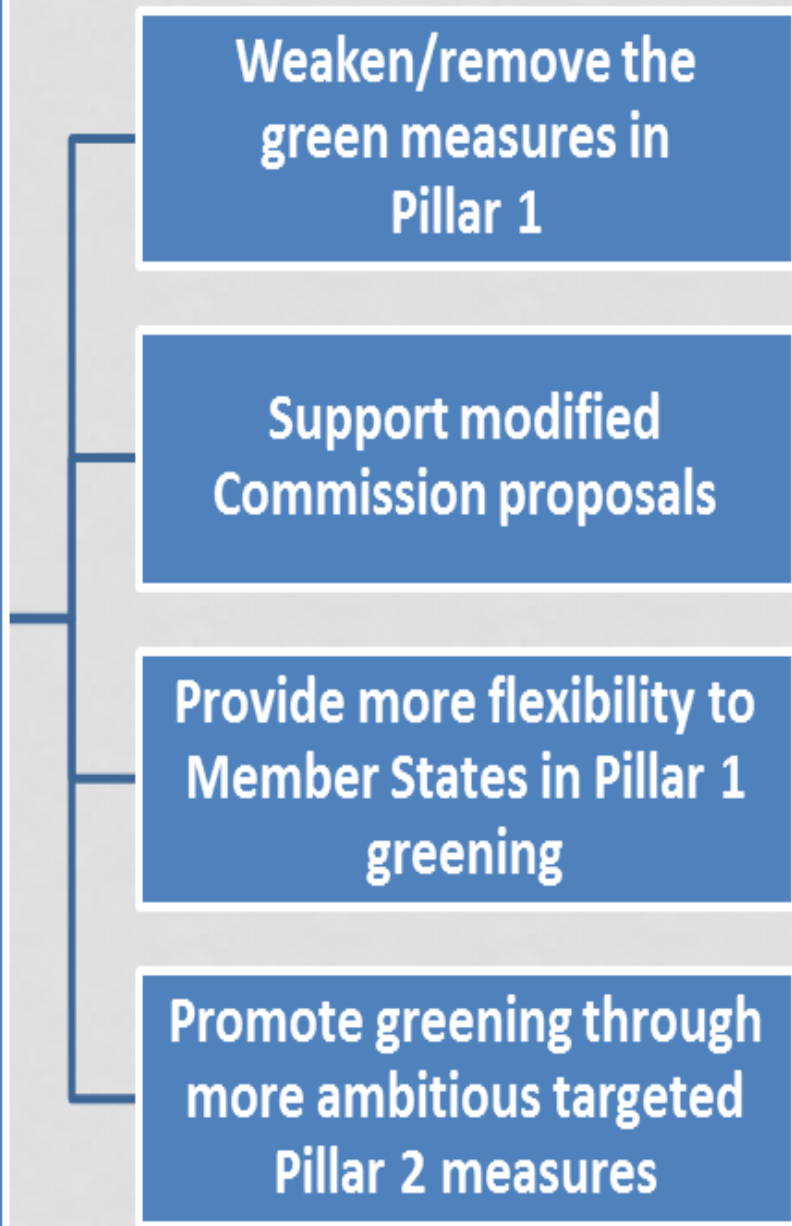 Weaken/remove the
green measures in
Pillar 1
Support modified
Commission proposals
Provide more flexibility to
Member States in Pillar 1
greening
Promote greening through
more ambitious targeted
Pillar 2 measures